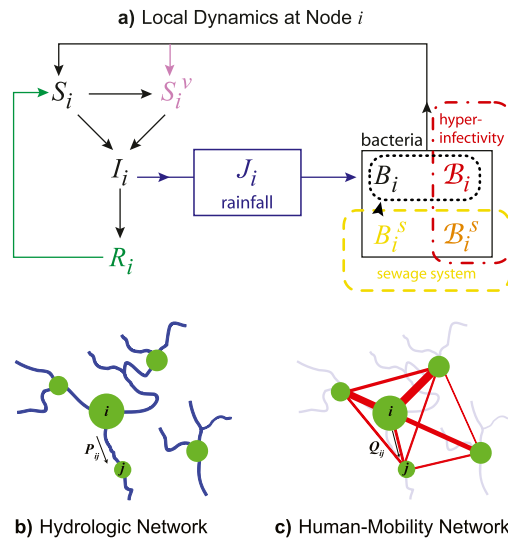 a) Local Dynamics at Node i
S_i
S_i^v
hyper-
infectivity
bacteria
I_i
J_i
rainfall
B_i
ℬ_i
B_i^s
ℬ_i^s
R_i
sewage system
i
P_ij
j
i
Q_ij
j
b) Hydrologic Network
c) Human-Mobility Network